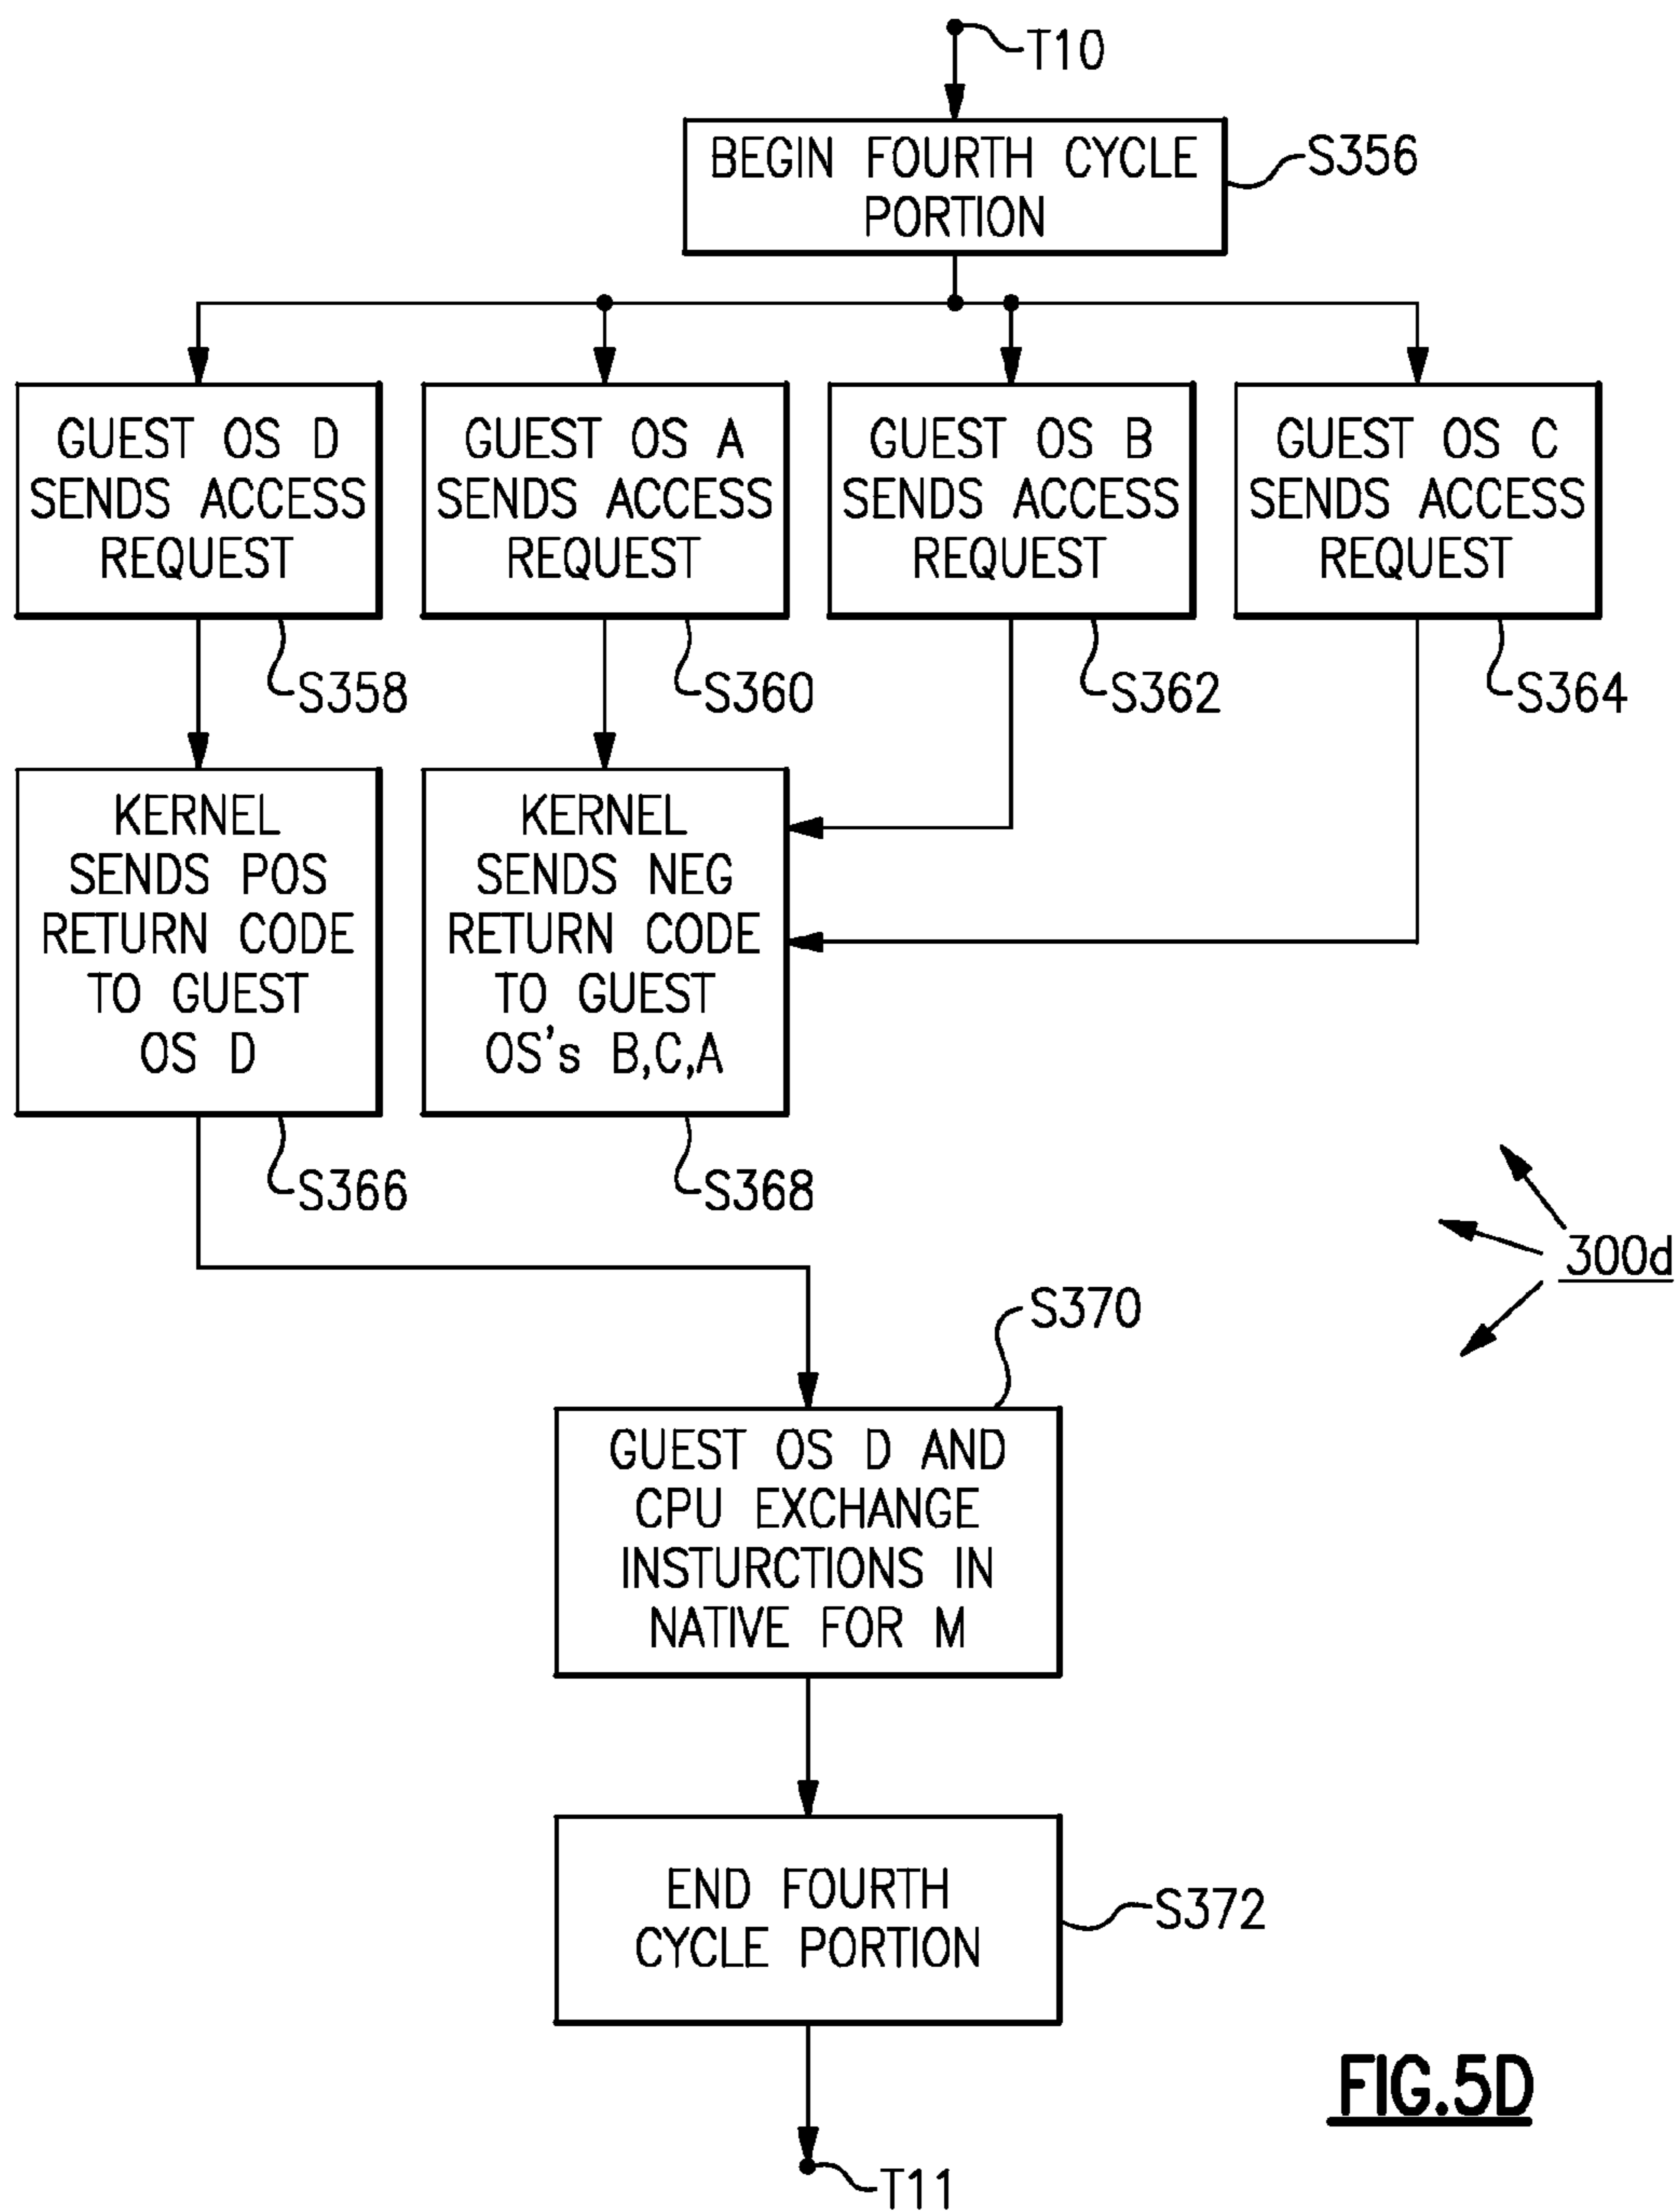 T10
BEGIN FOURTH CYCLE
PORTION
S356
GUEST OS D
SENDS ACCESS
REQUEST
S358
GUEST OS A
SENDS ACCESS
REQUEST
S360
GUEST OS B
SENDS ACCESS
REQUEST
S362
GUEST OS C
SENDS ACCESS
REQUEST
S364
KERNEL
SENDS POS
RETURN CODE
TO GUEST
OS D
S366
KERNEL
SENDS NEG
RETURN CODE
TO GUEST
OS's B,C,A
S368
300d
S370
GUEST OS D AND
CPU EXCHANGE
INSTURCTIONS IN
NATIVE FOR M
END FOURTH
CYCLE PORTION
S372
T11
FIG.5D